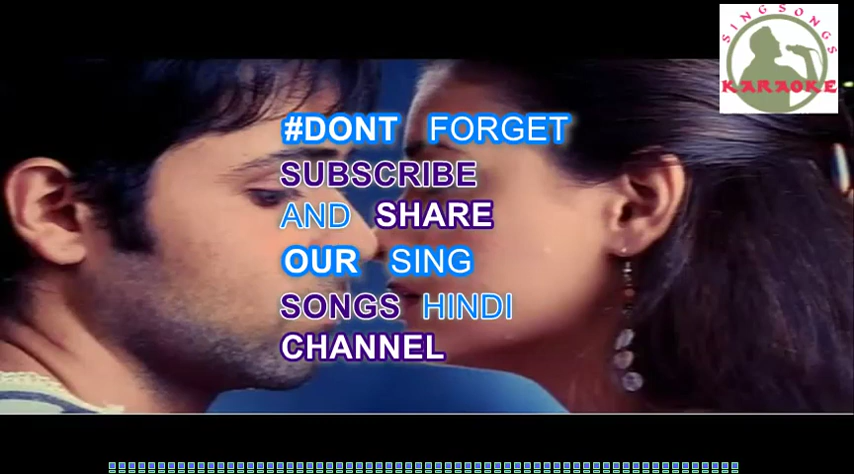 SING SONGS
KARAOKE
#DONT FORGET
SUBSCRIBE
AND SHARE
OUR SING
SONGS HINDI
CHANNEL